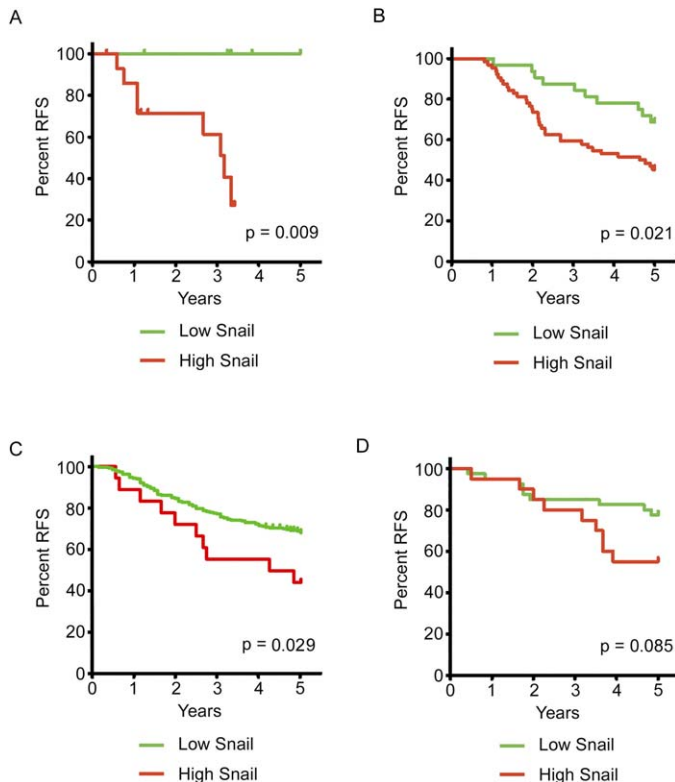 A
Percent RFS
100
80
60
40
20
0
p = 0.009
0 1 2 3 4 5
Years
Low Snail
High Snail
B
Percent RFS
100
80
60
40
20
0
p = 0.021
0 1 2 3 4 5
Years
Low Snail
High Snail
C
Percent RFS
100
80
60
40
20
0
p = 0.029
0 1 2 3 4 5
Years
Low Snail
High Snail
D
Percent RFS
100
80
60
40
20
0
p = 0.085
0 1 2 3 4 5
Years
Low Snail
High Snail